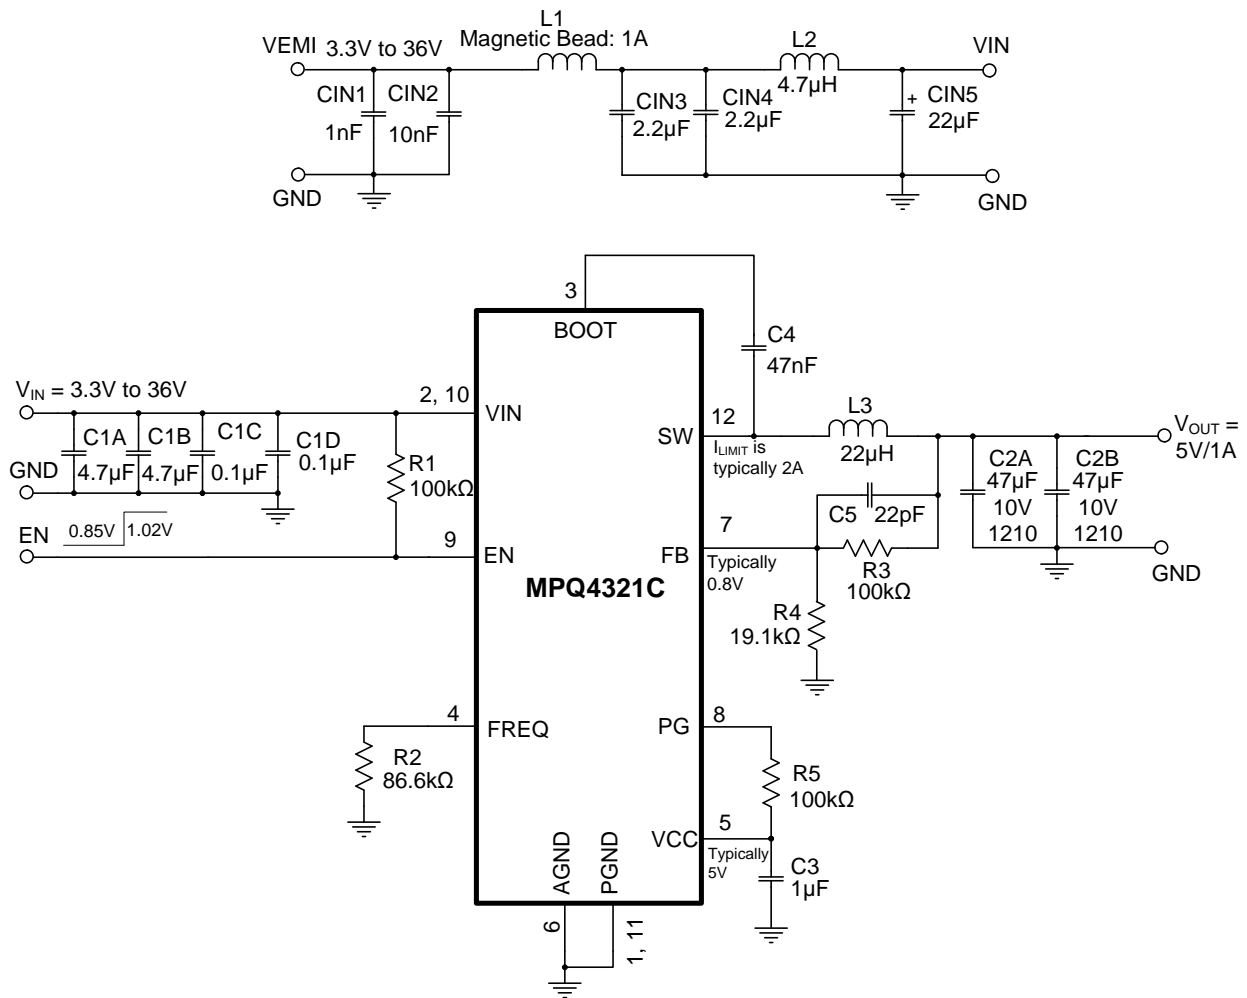 L1
Magnetic Bead: 1A
VEMI 3.3V to 36V
L2
4.7µH
VIN
CIN1
1nF
CIN2
10nF
CIN3
2.2µF
CIN4
2.2µF
+
CIN5
22µF
GND
GND
3
BOOT
C4
47nF
VIN = 3.3V to 36V
2, 10
VIN
C1A
4.7µF
C1B
4.7µF
C1C
0.1µF
C1D
0.1µF
GND
R1
100kΩ
EN
0.85V
1.02V
9
EN
12
SW
ILIMIT is
typically 2A
L3
22µH
VOUT =
5V/1A
C2A
47µF
10V
1210
C2B
47µF
10V
1210
GND
C5
22pF
7
FB
Typically
0.8V
R3
100kΩ
R4
19.1kΩ
MPQ4321C
4
FREQ
R2
86.6kΩ
8
PG
R5
100kΩ
5
VCC
Typically
5V
C3
1µF
AGND
PGND
6
1, 11